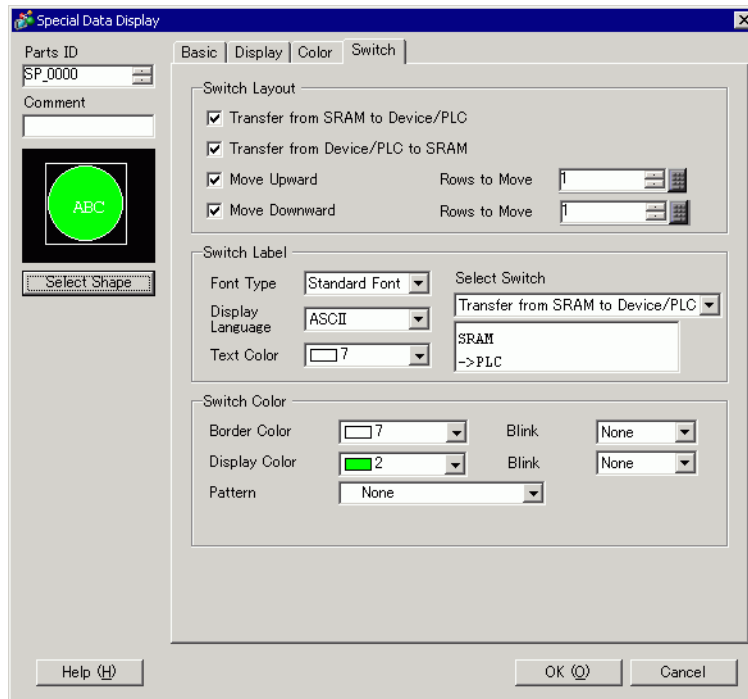 Special Data Display
Parts ID
SP_0000
Comment
ABC
Select Shape
Basic Display Color Switch
Switch Layout
Transfer from SRAM to Device/PLC
Transfer from Device/PLC to SRAM
Move Upward Rows to Move 1
Move Downward Rows to Move 1
Switch Label
Font Type Standard Font
Display Language ASCII
Text Color 7
Select Switch
Transfer from SRAM to Device/PLC
SRAM
->PLC
Switch Color
Border Color 7 Blink None
Display Color 2 Blink None
Pattern None
Help (H) OK (O) Cancel